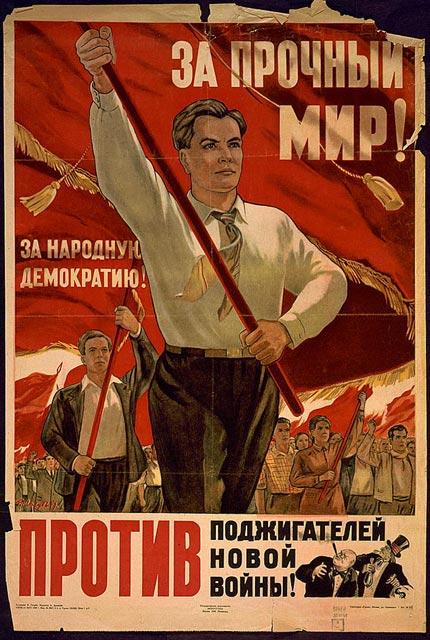 ЗА ПРОЧНЫЙ
МИР!
ЗА НАРОДНУЮ
ДЕМОКРАТИЮ!
ПРОТИВ
ПОДЖИГАТЕЛЕЙ
НОВОЙ
ВОЙНЫ!